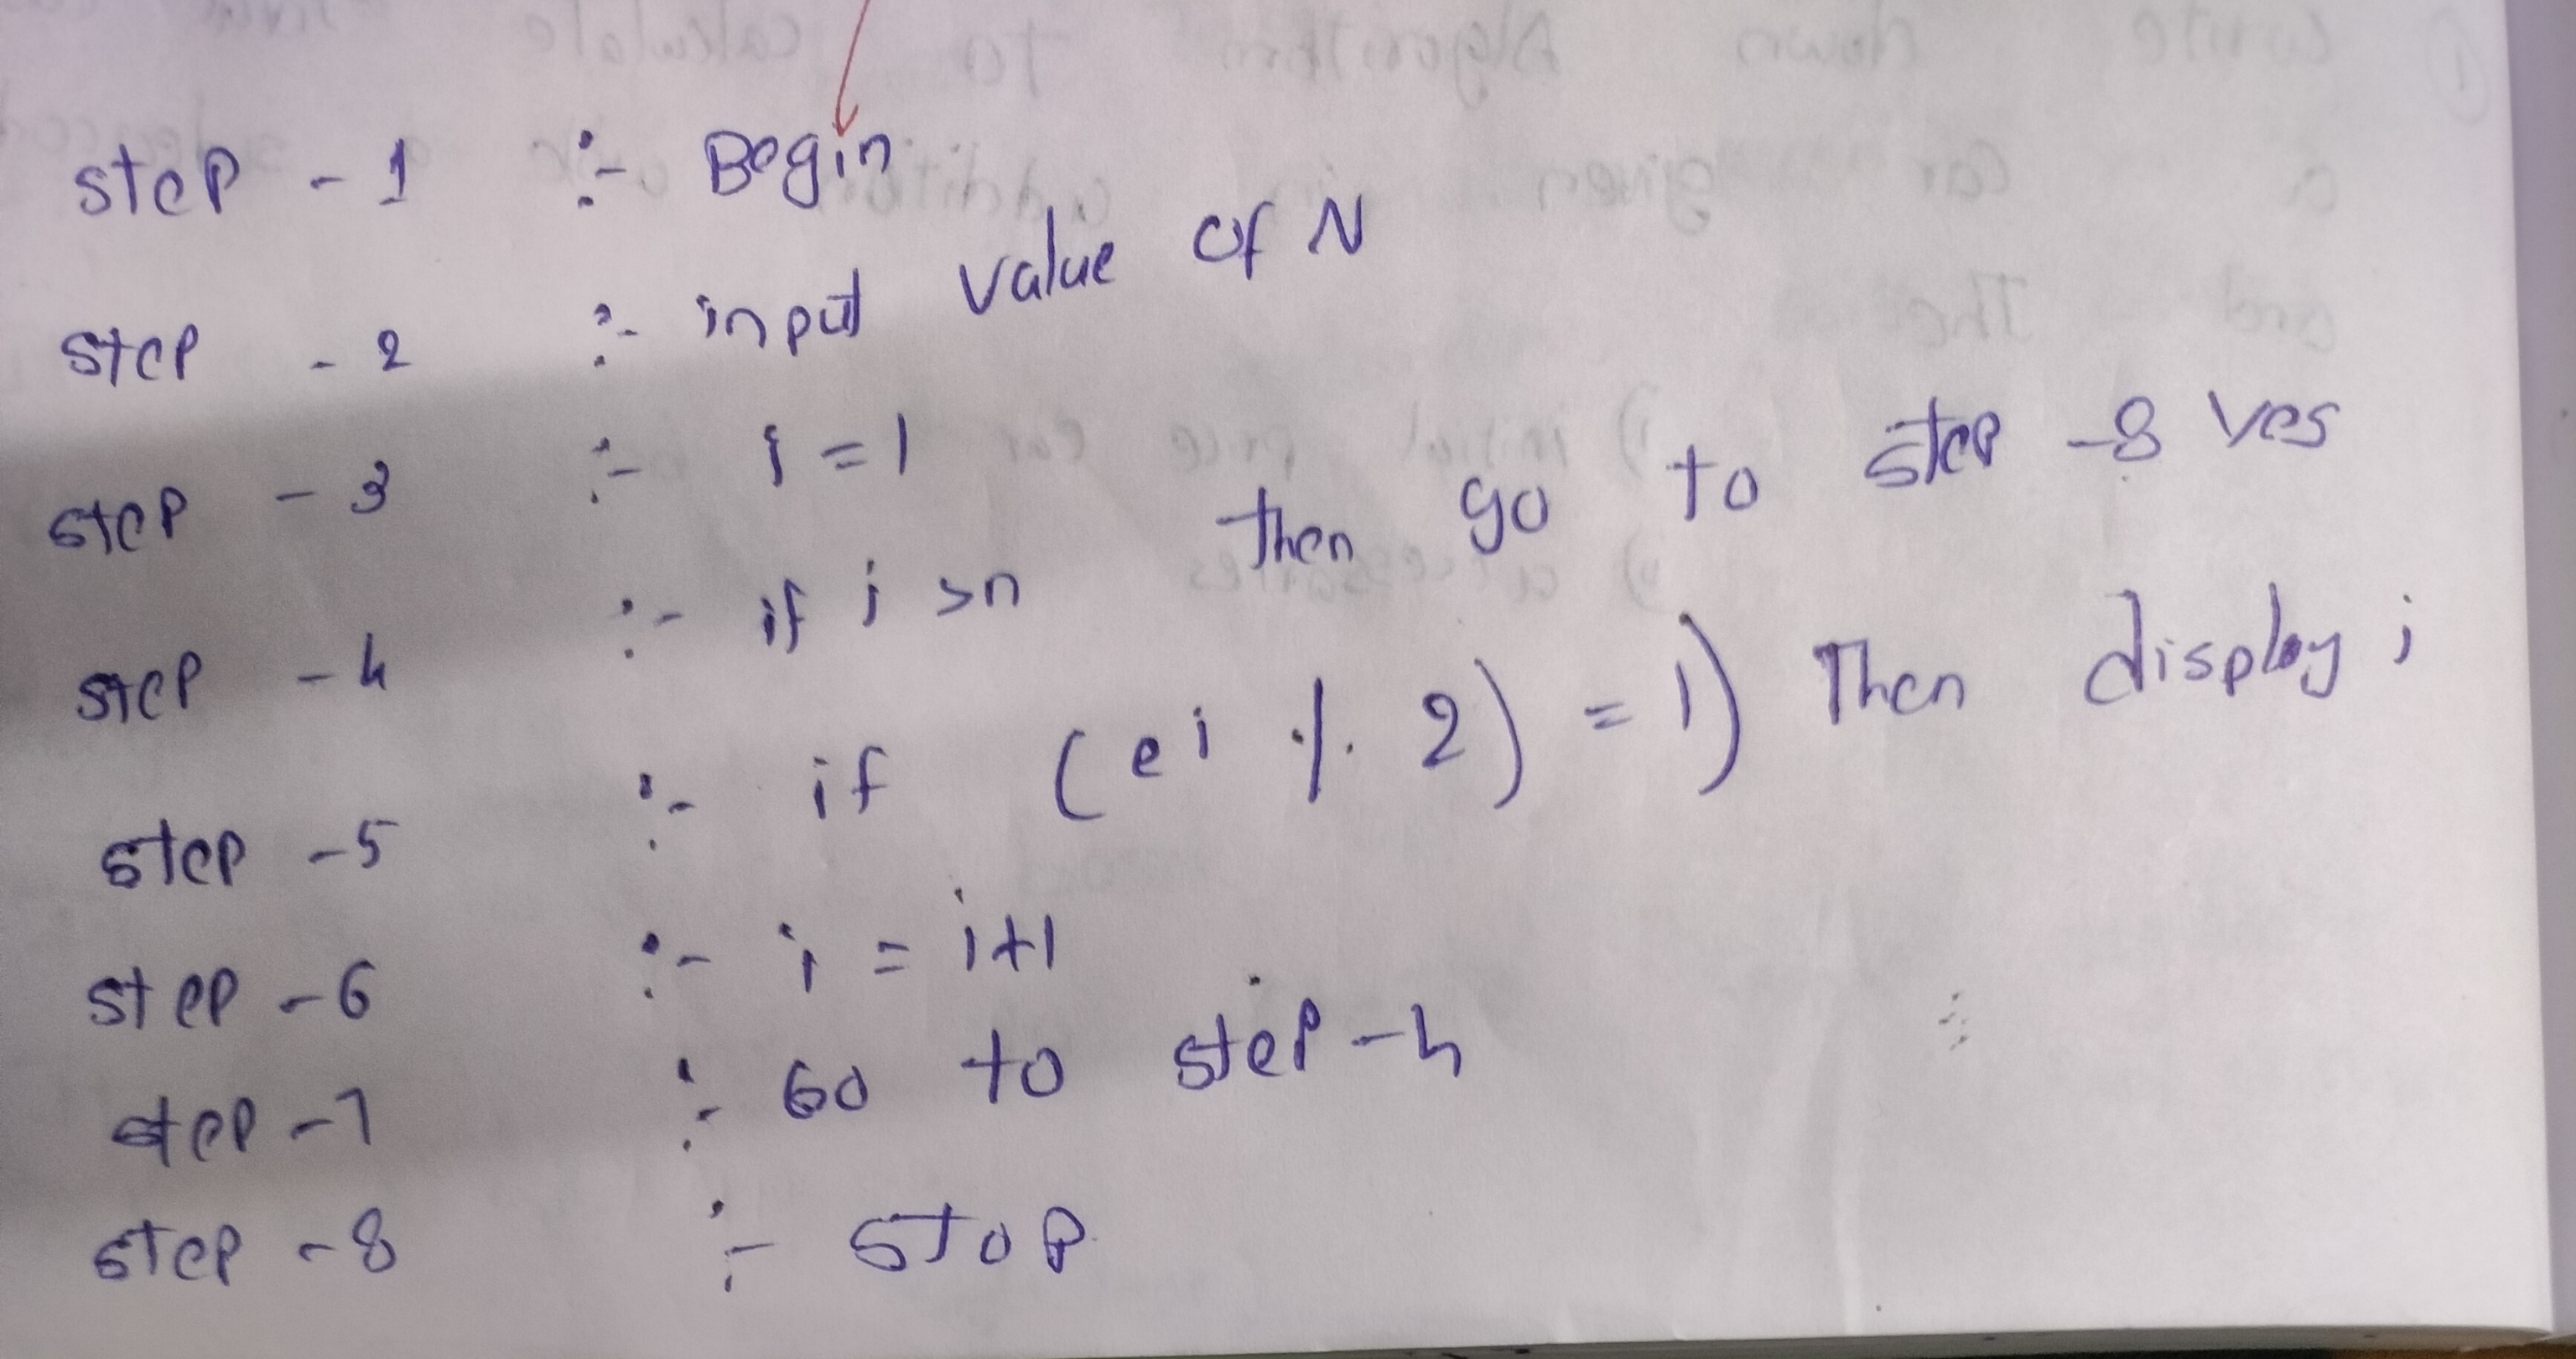 step - 1 :- Begin
step - 2 :- input value of N
step - 3 :- i = 1
step - 4 :- if i >n then go to step -8 yes
step - 5 :- if (ei % 2) = 1) Then display i
step - 6 :- i = i+1
step - 7 :- Go to step - 4
step - 8 :- STOP